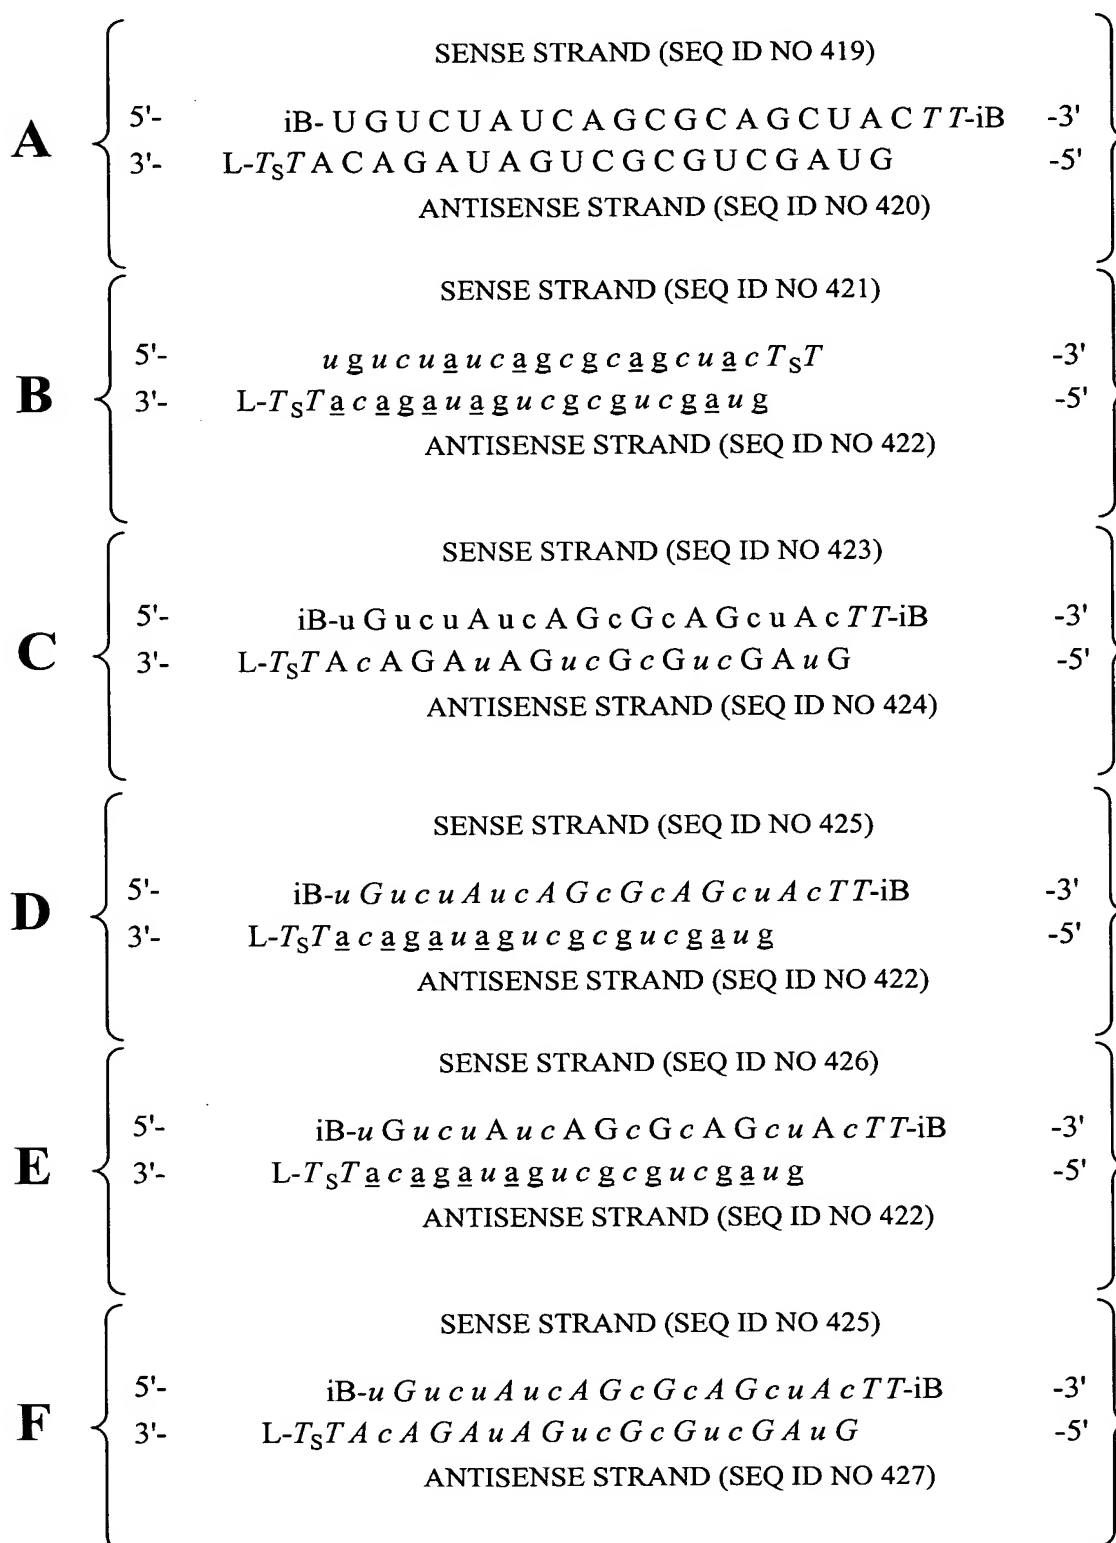 SENSE STRAND (SEQ ID NO 419)
A
5'- iB- U G U C U A U C A G C G C A G C U A C T T-iB -3'
3'- L-TST A C A G A U A G U C G C G U C G A U G -5'
ANTISENSE STRAND (SEQ ID NO 420)
SENSE STRAND (SEQ ID NO 421)
B
5'- u g u c u a u c a g c g c a g c u a c TST -3'
3'- L-TST a c a g a u a g u c g c g u c g a u g -5'
ANTISENSE STRAND (SEQ ID NO 422)
SENSE STRAND (SEQ ID NO 423)
C
5'- iB-u G u c u A u c A G c G c A G c u A c TT-iB -3'
3'- L-TST A c A G A u A G u c G c G u c G A u G -5'
ANTISENSE STRAND (SEQ ID NO 424)
SENSE STRAND (SEQ ID NO 425)
D
5'- iB-u G u c u A u c A G c G c A G c u A c TT-iB -3'
3'- L-TST a c a g a u a g u c g c g u c g a u g -5'
ANTISENSE STRAND (SEQ ID NO 422)
SENSE STRAND (SEQ ID NO 426)
E
5'- iB-u G u c u A u c A G c G c A G c u A c TT-iB -3'
3'- L-TST a c a g a u a g u c g c g u c g a u g -5'
ANTISENSE STRAND (SEQ ID NO 422)
SENSE STRAND (SEQ ID NO 425)
F
5'- iB-u G u c u A u c A G c G c A G c u A c TT-iB -3'
3'- L-TST A c A G A u A G u c G c G u c G A u G -5'
ANTISENSE STRAND (SEQ ID NO 427)